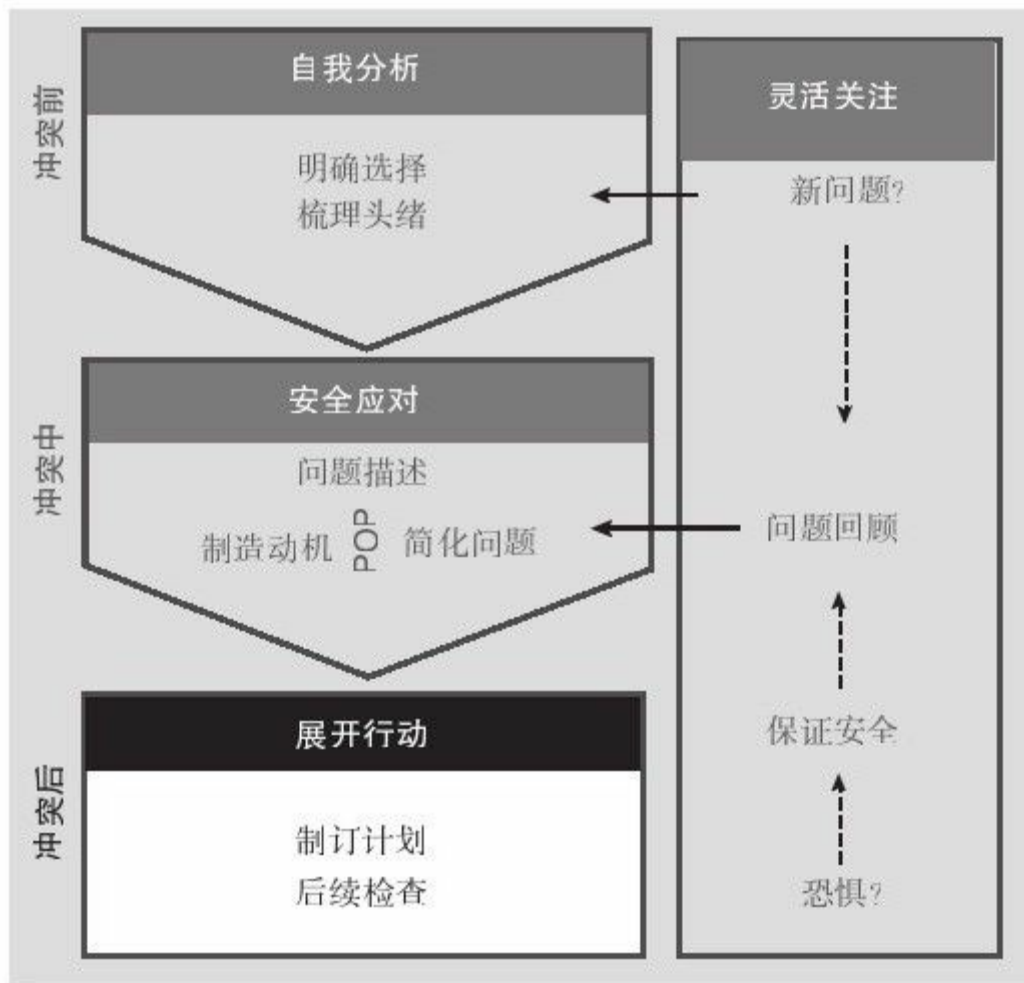 冲突前
自我分析
明确选择
梳理头绪
冲突中
安全应对
问题描述
制造动机 POP 简化问题
冲突后
展开行动
制订计划
后续检查
灵活关注
新问题?
问题回顾
保证安全
恐惧?